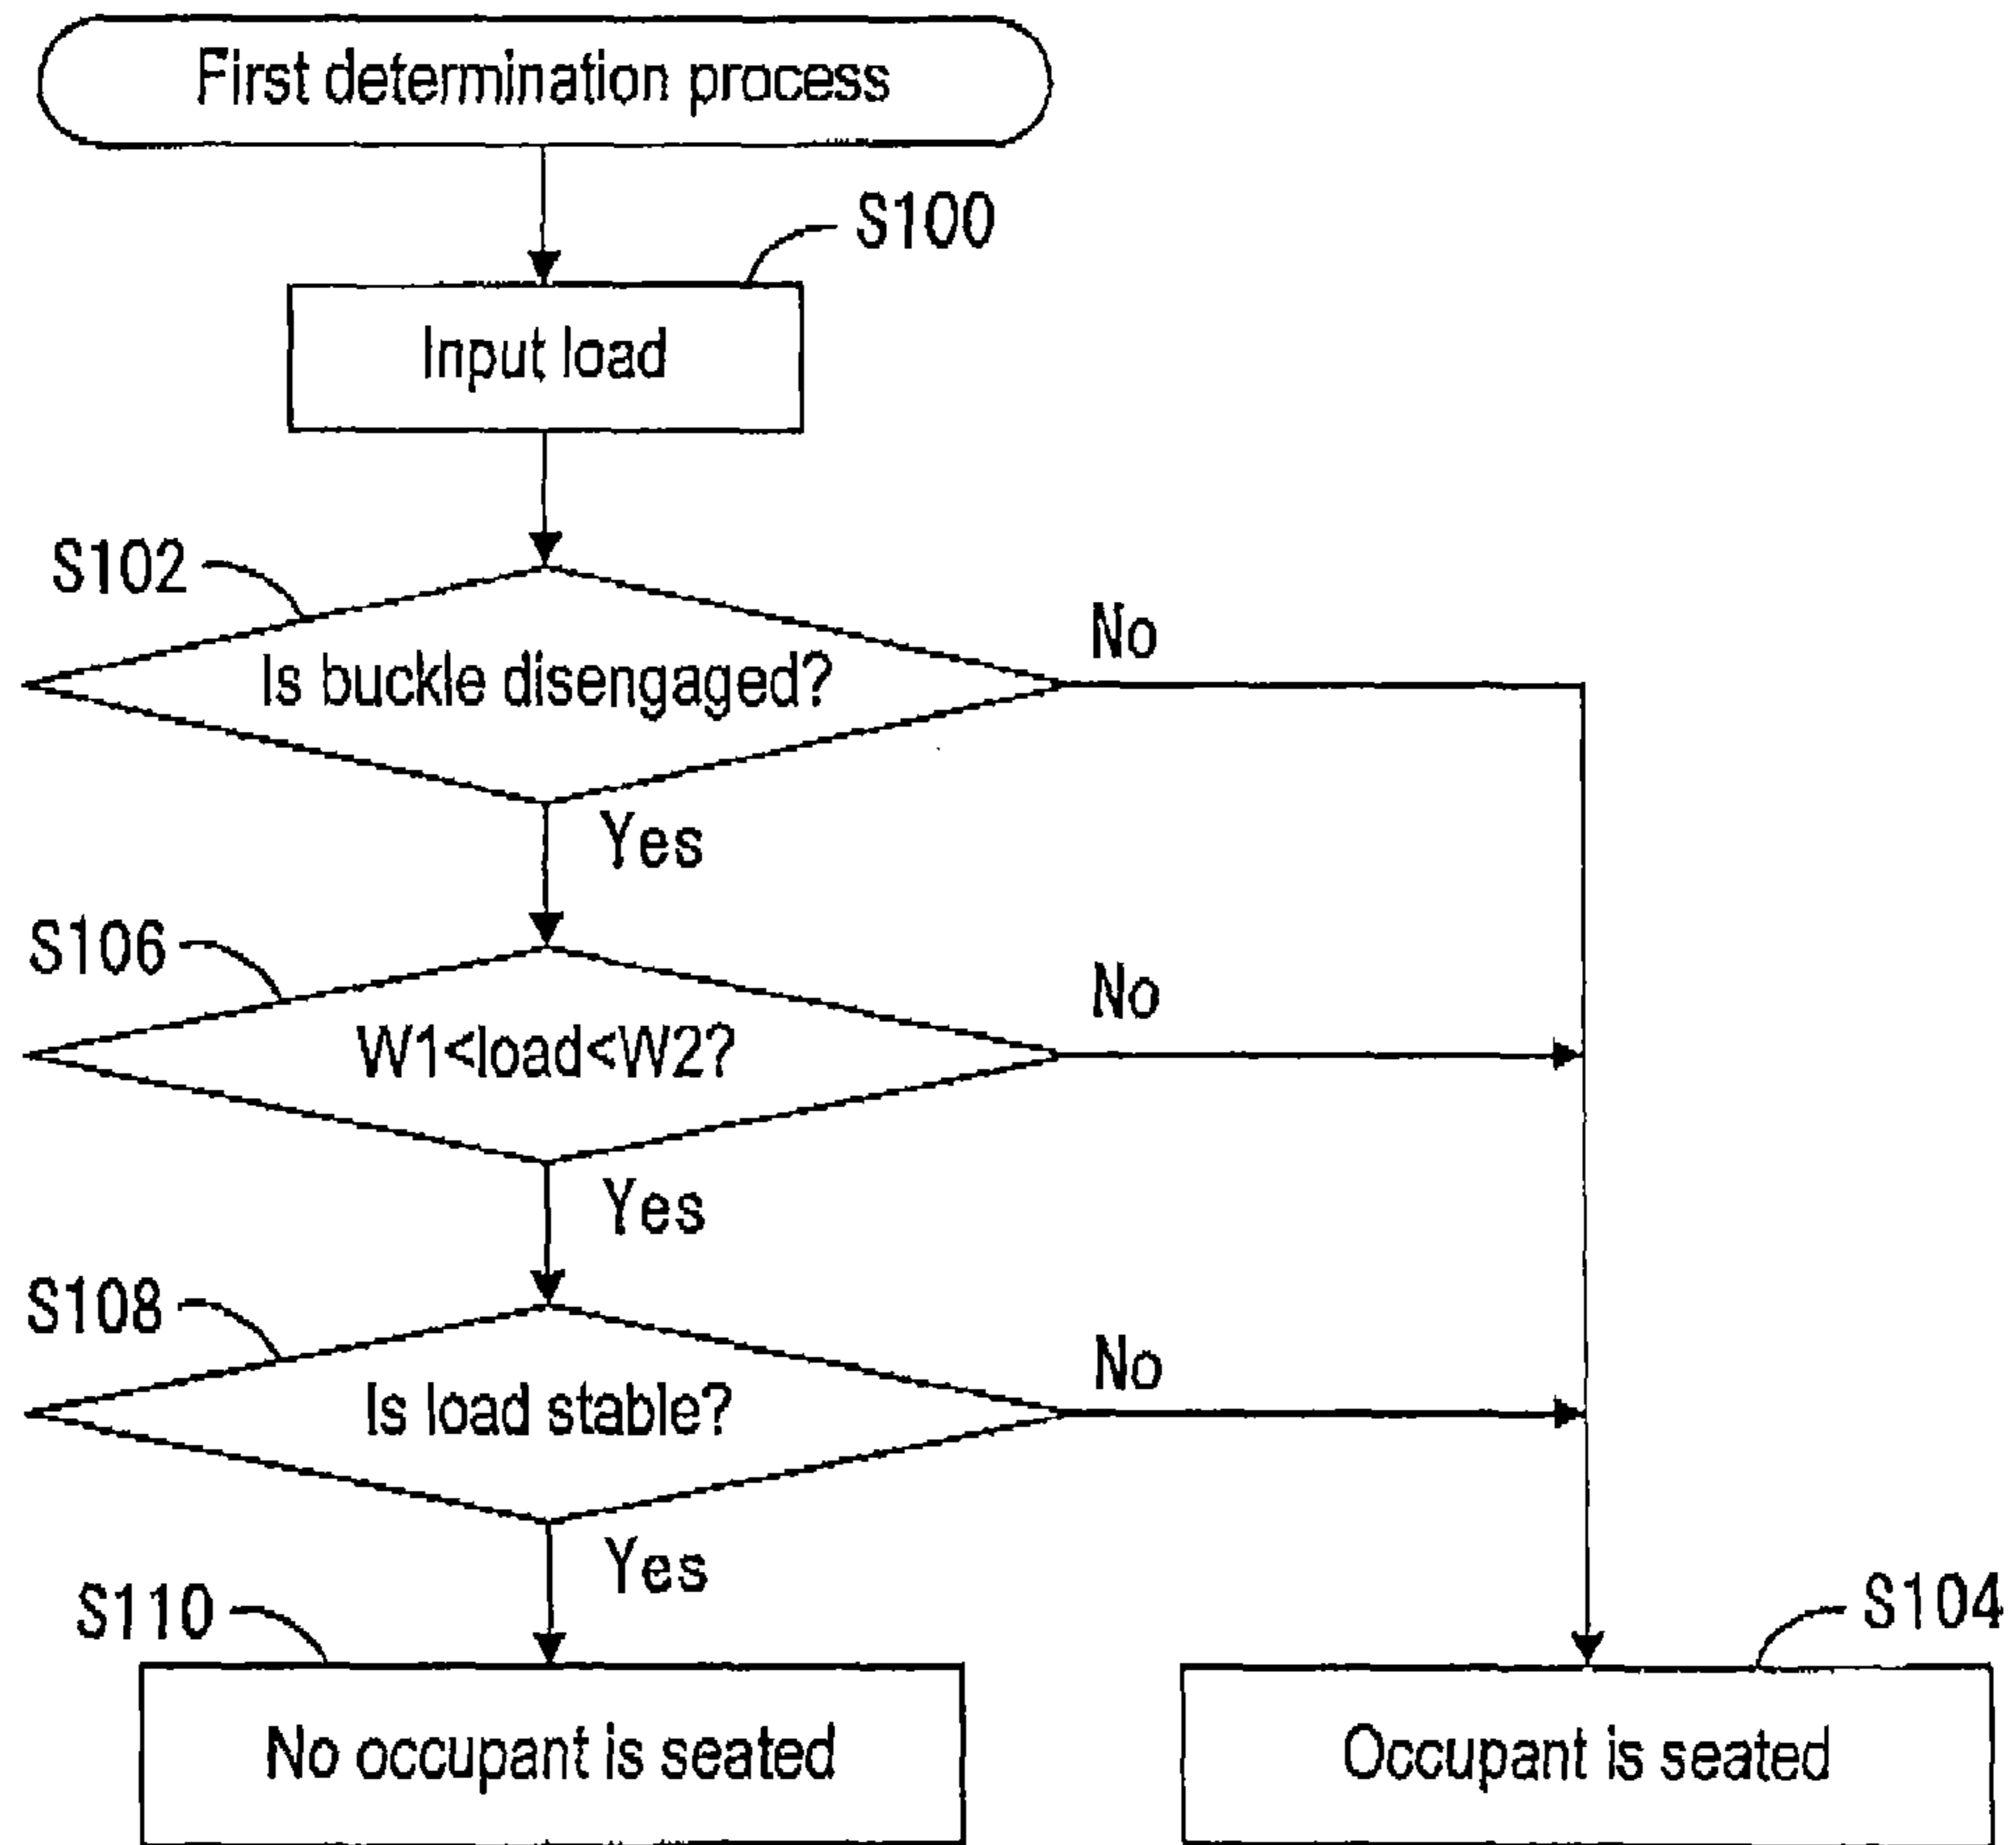 First determination process
S100
Input load
S102
Is buckle disengaged?
No
Yes
S106
W1<load<W2?
No
Yes
S108
Is load stable?
No
Yes
S110
No occupant is seated
S104
Occupant is seated